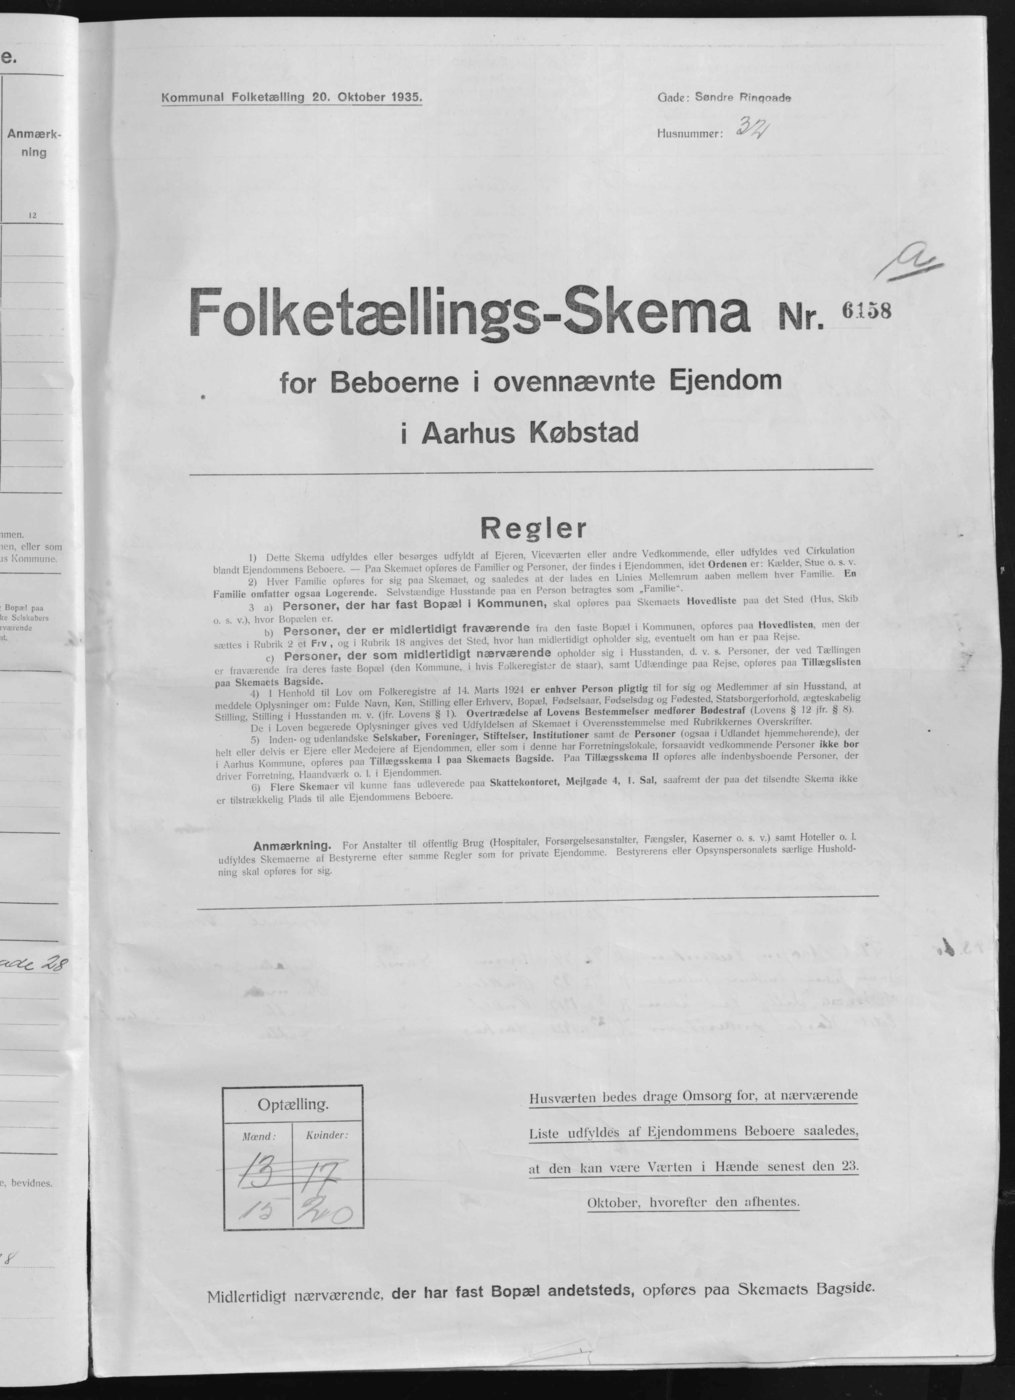 e.
Anmærk-
ning
12
mmen.
nen, eller som
us Kommune.
Bopæl paa
ke Selskabers
rværende
st.
ade 28
e, bevidnes.
Kommunal Folketælling 20. Oktober 1935.
Gade: Søndre Ringgade
Husnummer: 32
a
Folketællings-Skema Nr. 6158
for Beboerne i ovennævnte Ejendom
i Aarhus Købstad
Regler
1) Dette Skema udfyldes eller besørges udfyldt af Ejeren, Viceværten eller andre Vedkommende, eller udfyldes ved Cirkulation
blandt Ejendommens Beboere. — Paa Skemaet opføres de Familier og Personer, der findes i Ejendommen, idet Ordenen er: Kælder, Stue o. s. v.
2) Hver Familie opføres for sig paa Skemaet, og saaledes at der lades en Linies Mellemrum aaben mellem hver Familie. En
Familie omfatter ogsaa Logerende. Selvstændige Husstande paa en Person betragtes som „Familie".
3 a) Personer, der har fast Bopæl i Kommunen, skal opføres paa Skemaets Hovedliste paa det Sted (Hus, Skib
o. s. v.), hvor Bopælen er.
b) Personer, der er midlertidigt fraværende fra den faste Bopæl i Kommunen, opføres paa Hovedlisten, men der
sættes i Rubrik 2 et Frv, og i Rubrik 18 angives det Sted, hvor han midlertidigt opholder sig, eventuelt om han er paa Rejse.
c) Personer, der som midlertidigt nærværende opholder sig i Husstanden, d. v. s. Personer, der ved Tællingen
er fraværende fra deres faste Bopæl (den Kommune, i hvis Folkeregister de staar), samt Udlændinge paa Rejse, opføres paa Tillægslisten
paa Skemaets Bagside.
4) I Henhold til Lov om Folkeregistre af 14. Marts 1924 er enhver Person pligtig til for sig og Medlemmer af sin Husstand, at
meddele Oplysninger om: Fulde Navn, Køn, Stilling eller Erhverv, Bopæl, Fødselsaar, Fødselsdag og Fødested, Statsborgerforhold, ægteskabelig
Stilling, Stilling i Husstanden m. v. (jfr. Lovens § 1). Overtrædelse af Lovens Bestemmelser medfører Bødestraf (Lovens § 12 jfr. § 8).
De i Loven begærede Oplysninger gives ved Udfyldelsen af Skemaet i Overensstemmelse med Rubrikkernes Overskrifter.
5) Inden- og udenlandske Selskaber, Foreninger, Stiftelser, Institutioner samt de Personer (ogsaa i Udlandet hjemmehørende), der
helt eller delvis er Ejere eller Medejere af Ejendommen, eller som i denne har Forretningslokale, forsaavidt vedkommende Personer ikke bor
i Aarhus Kommune, opføres paa Tillægsskema I paa Skemaets Bagside. Paa Tillægsskema II opføres alle indenbysboende Personer, der
driver Forretning, Haandværk o. l. i Ejendommen.
6) Flere Skemaer vil kunne faas udleverede paa Skattekontoret, Mejlgade 4, 1. Sal, saafremt der paa det tilsendte Skema ikke
er tilstrækkelig Plads til alle Ejendommens Beboere.
Anmærkning. For Anstalter til offentlig Brug (Hospitaler, Forsørgelsesanstalter, Fængsler, Kaserner o. s. v.) samt Hoteller o. l.
udfyldes Skemaerne af Bestyrerne efter samme Regler som for private Ejendomme. Bestyrerens eller Opsynspersonalets særlige Hushold-
ning skal opføres for sig.
Optælling.
Mænd: Kvinder:
13 17
15 20
Husværten bedes drage Omsorg for, at nærværende
Liste udfyldes af Ejendommens Beboere saaledes,
at den kan være Værten i Hænde senest den 23.
Oktober, hvorefter den afhentes.
Midlertidigt nærværende, der har fast Bopæl andetsteds, opføres paa Skemaets Bagside.